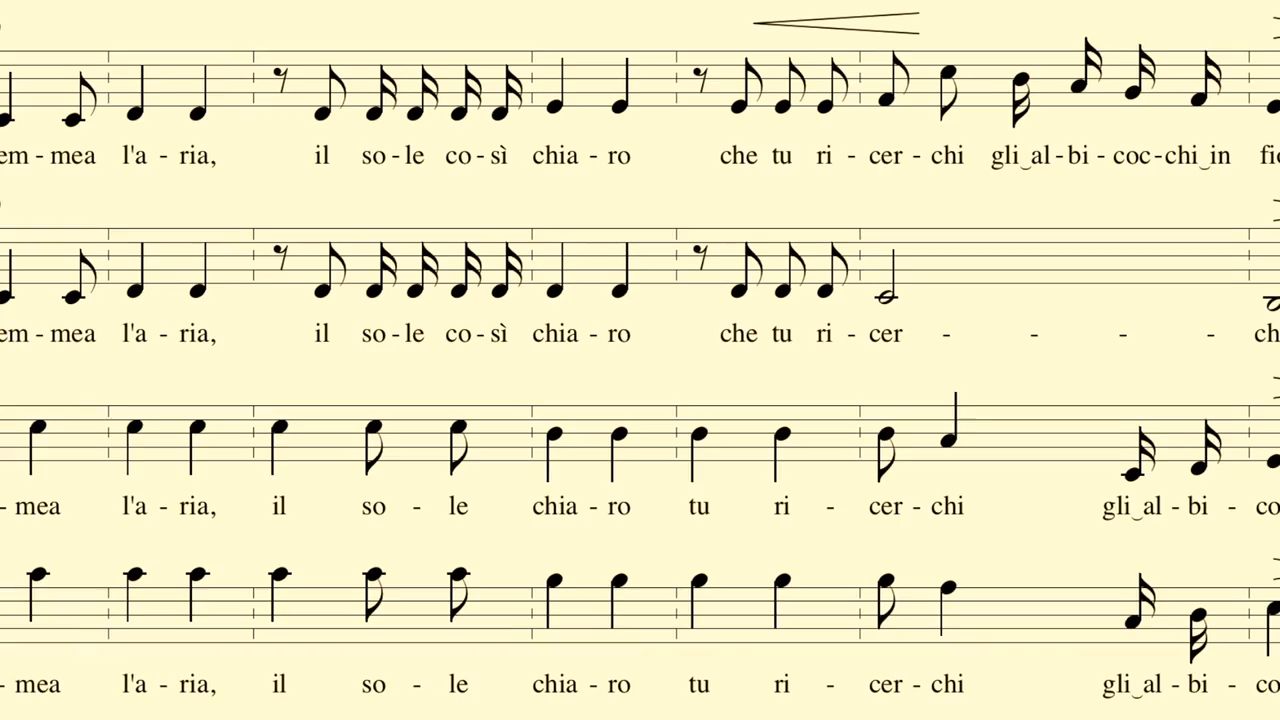 em - mea l'a - ria, il so - le co - sì chia - ro che tu ri - cer - chi gli‿al - bi - coc - chi‿in fio
em - mea l'a - ria, il so - le co - sì chia - ro che tu ri - cer - - - - ch
- mea l'a - ria, il so - le chia - ro tu ri - cer - chi gli‿al - bi - co
- mea l'a - ria, il so - le chia - ro tu ri - cer - chi gli‿al - bi - co